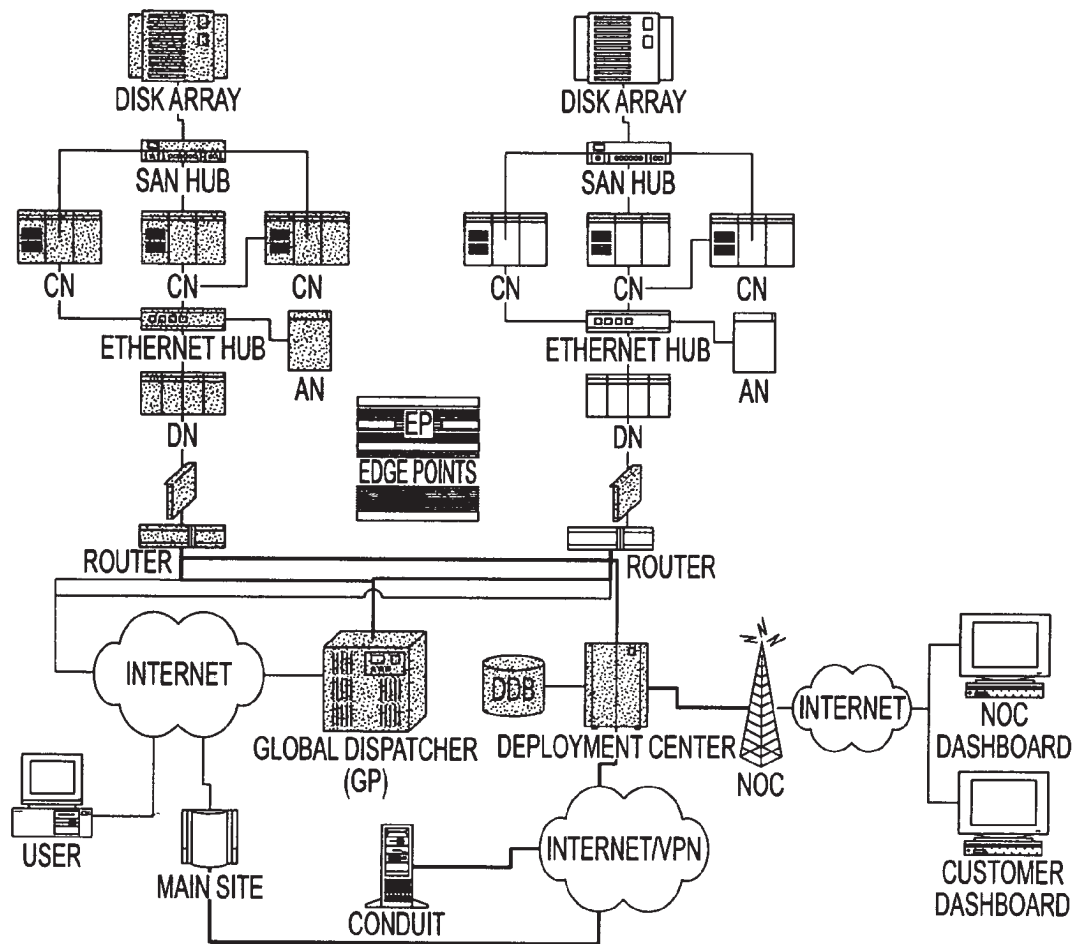 DISK ARRAY
DISK ARRAY
SAN HUB
SAN HUB
CN
CN
CN
CN
CN
CN
ETHERNET HUB
ETHERNET HUB
AN
AN
DN
DN
EP
EDGE POINTS
ROUTER
ROUTER
INTERNET
DDB
INTERNET
GLOBAL DISPATCHER
(GP)
DEPLOYMENT CENTER
NOC
NOC
DASHBOARD
USER
MAIN SITE
CONDUIT
INTERNET/VPN
CUSTOMER
DASHBOARD